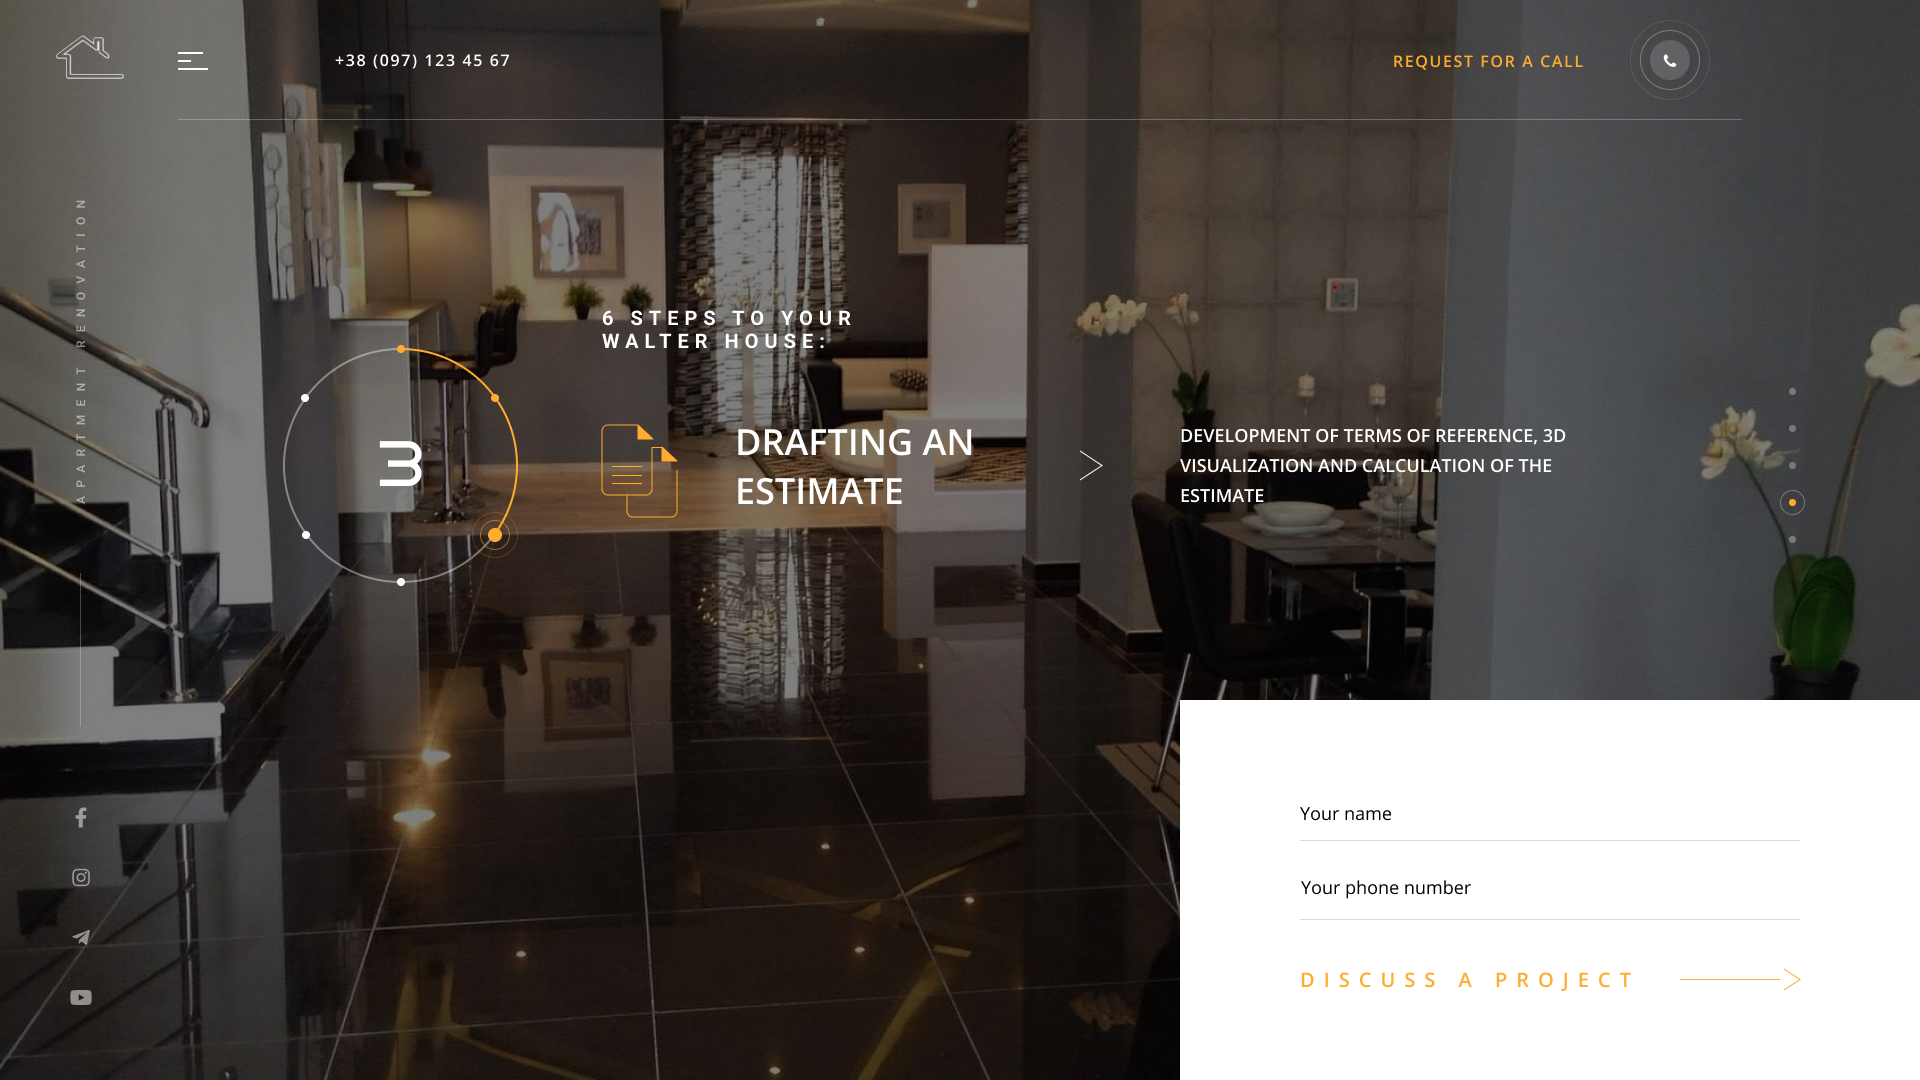 +38 (097) 123 45 67
REQUEST FOR A CALL
APARTMENT RENOVATION
6 STEPS TO YOUR
WALTER HOUSE:
3
DRAFTING AN
ESTIMATE
DEVELOPMENT OF TERMS OF REFERENCE, 3D
VISUALIZATION AND CALCULATION OF THE
ESTIMATE
Your name
Your phone number
DISCUSS A PROJECT